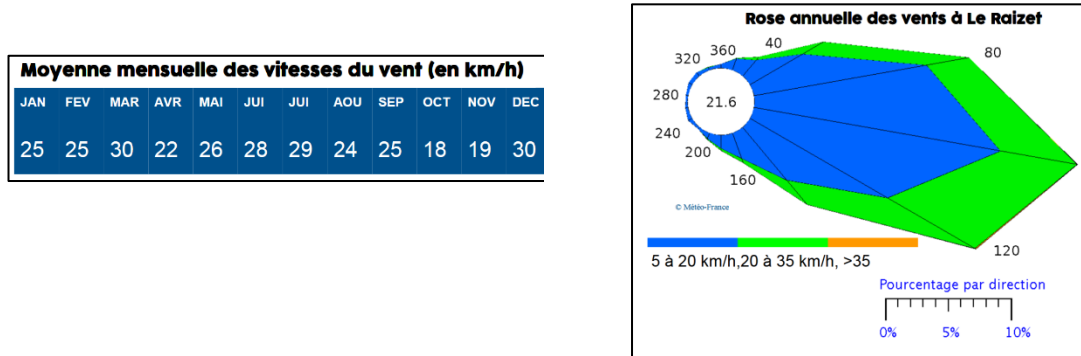 Moyenne mensuelle des vitesses du vent (en km/h)
JAN FEV MAR AVR MAI JUI JUI AOU SEP OCT NOV DEC
25 25 30 22 26 28 29 24 25 18 19 30
Rose annuelle des vents à Le Raizet
320 360 40 80
280 21.6
240
200
160
120
© Météo-France
5 à 20 km/h,20 à 35 km/h, >35
Pourcentage par direction
0% 5% 10%